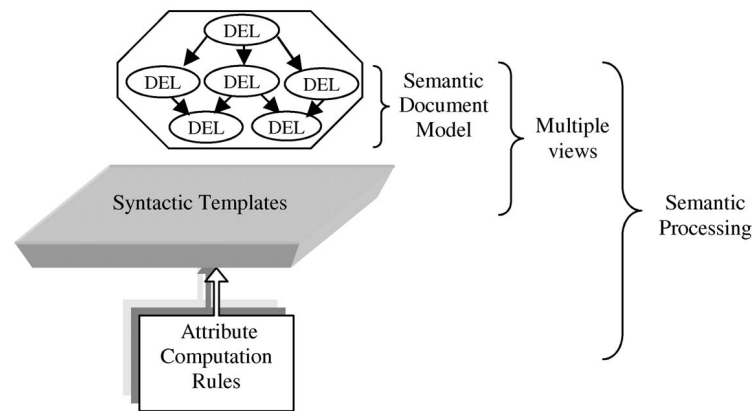 DEL
DEL DEL DEL
DEL DEL
Semantic
Document
Model
Multiple
views
Semantic
Processing
Syntactic Templates
Attribute
Computation
Rules